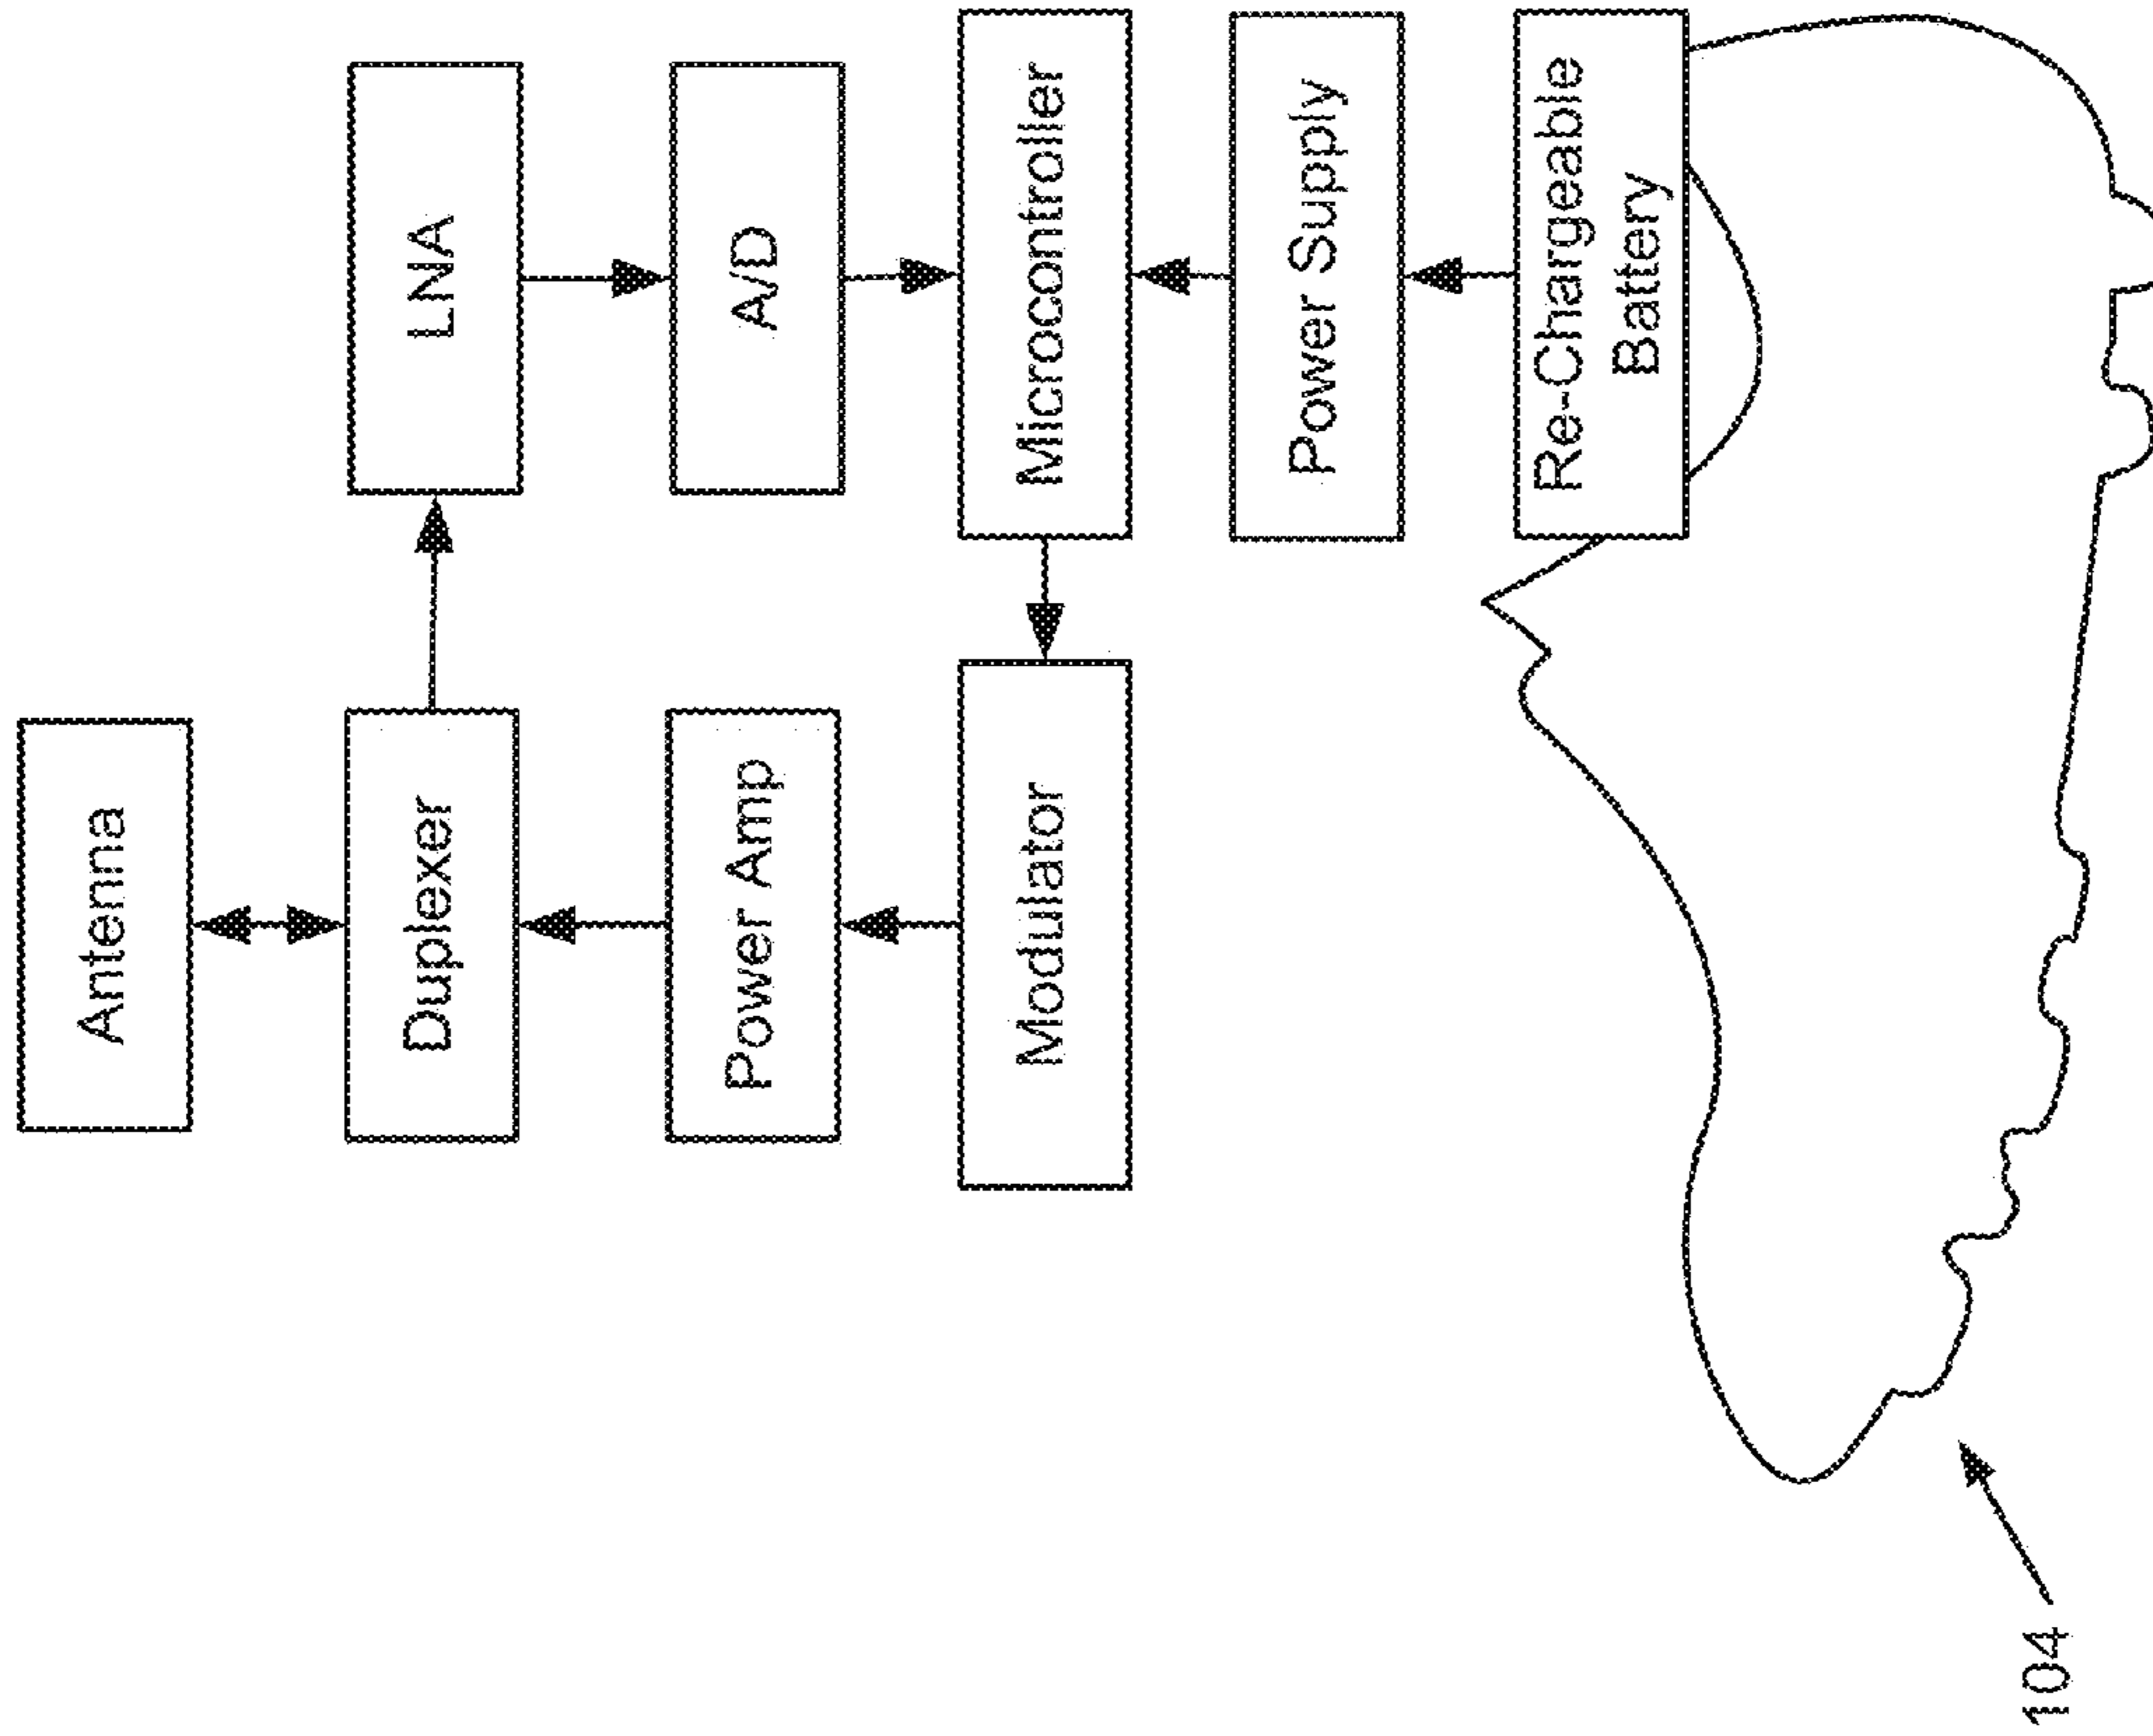 Antenna
Duplexer
LNA
Power Amp
A/D
Modulator
Microcontroller
Power Supply
Re-Chargeable
Battery
104